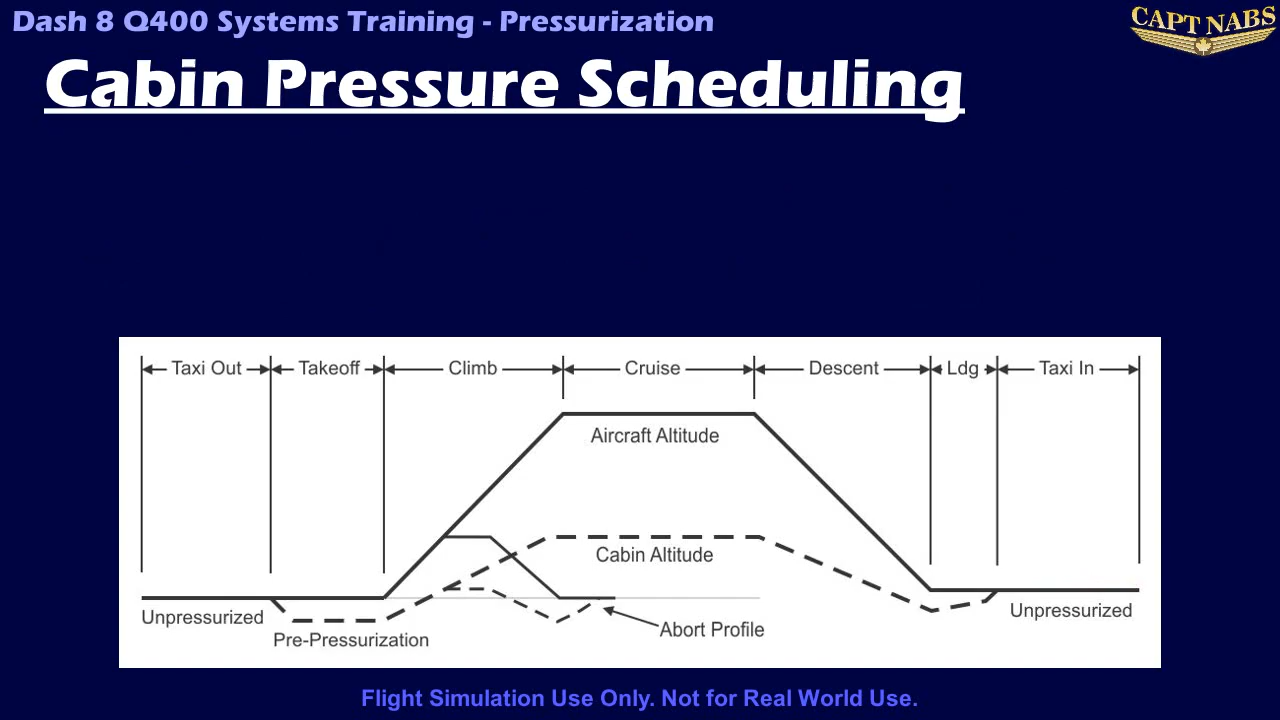 Dash 8 Q400 Systems Training - Pressurization
CAPT NABS
Cabin Pressure Scheduling
Taxi Out Takeoff Climb Cruise Descent Ldg Taxi In
Aircraft Altitude
Cabin Altitude
Unpressurized
Pre-Pressurization
Abort Profile
Unpressurized
Flight Simulation Use Only. Not for Real World Use.